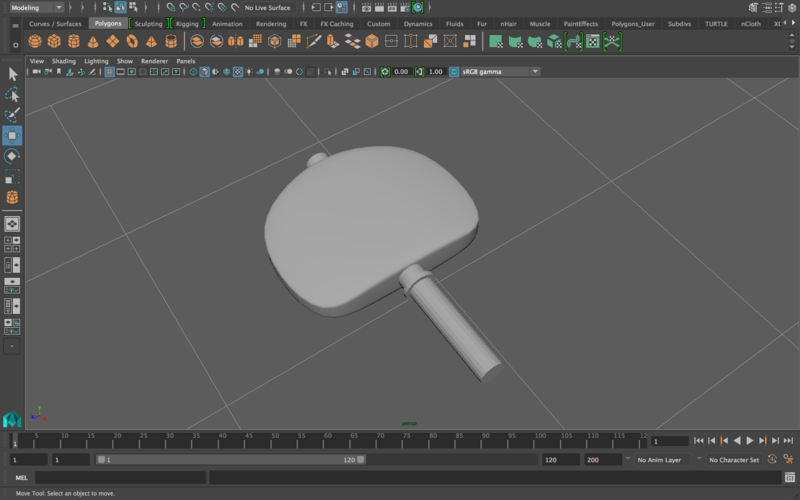 Modeling No Live Surface
Curves / Surfaces Polygons Sculpting Rigging Animation Rendering FX FX Caching Custom Dynamics Fluids Fur nHair Muscle PaintEffects Polygons_User Subdivs TURTLE nCloth
View Shading Lighting Show Renderer Panels
0.00 1.00 sRGB gamma
persp
5 10 15 20 25 30 35 40 45 50 55 60 65 70 75 80 85 90 95 100 105 110 115 12
1 1
1 1 1 120 120 200 No Anim Layer No Character Set
MEL
Move Tool: Select an object to move.